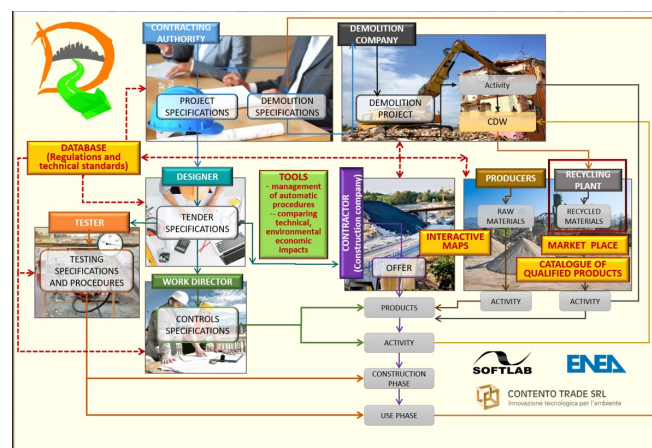 CONTRACTING
AUTHORITY
PROJECT
SPECIFICATIONS
DEMOLITION
SPECIFICATIONS
DEMOLITION
COMPANY
DEMOLITION
PROJECT
Activity
CDW
DATABASE
(Regulations and
technical standards)
DESIGNER
TENDER
SPECIFICATIONS
TOOLS
- management
of automatic
procedures
-- comparing
technical,
environmental
economic
impacts
CONTRACTOR
(Construction company)
OFFER
INTERACTIVE
MAPS
PRODUCERS
RAW
MATERIALS
RECYCLING
PLANT
RECYCLED
MATERIALS
MARKET PLACE
CATALOGUE OF
QUALIFIED PRODUCTS
TESTER
TESTING
SPECIFICATIONS
AND PROCEDURES
WORK DIRECTOR
CONTROLS
SPECIFICATIONS
PRODUCTS
ACTIVITY
ACTIVITY
ACTIVITY
CONSTRUCTION
PHASE
USE PHASE
SOFTLAB
ENEA
CONTENTO TRADE SRL
Innovazione tecnologica per l'ambiente